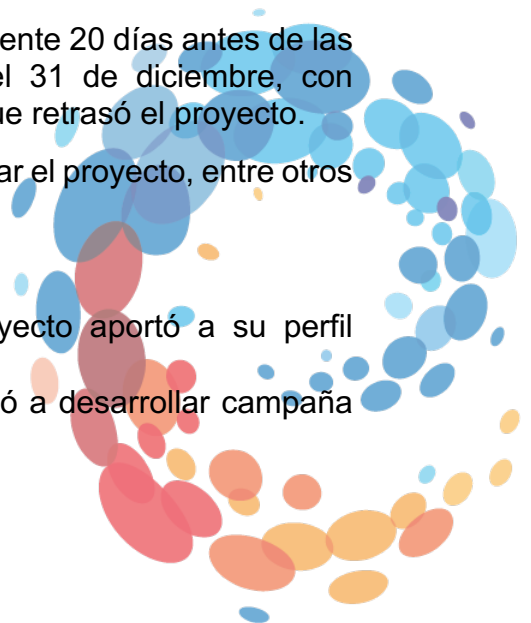 ente 20 días antes de las
el 31 de diciembre, con
ue retrasó el proyecto.
ar el proyecto, entre otros
yecto aportó a su perfil
ó a desarrollar campaña